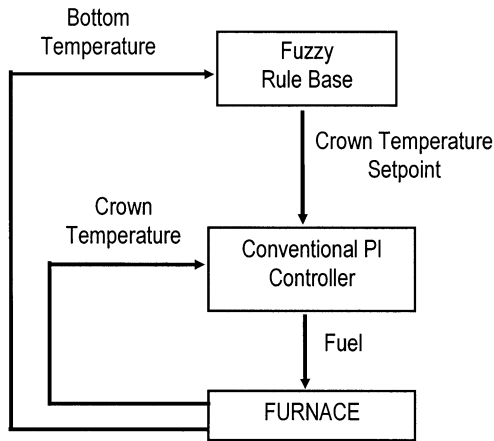 Bottom
Temperature
Fuzzy
Rule Base
Crown Temperature
Setpoint
Crown
Temperature
Conventional PI
Controller
Fuel
FURNACE